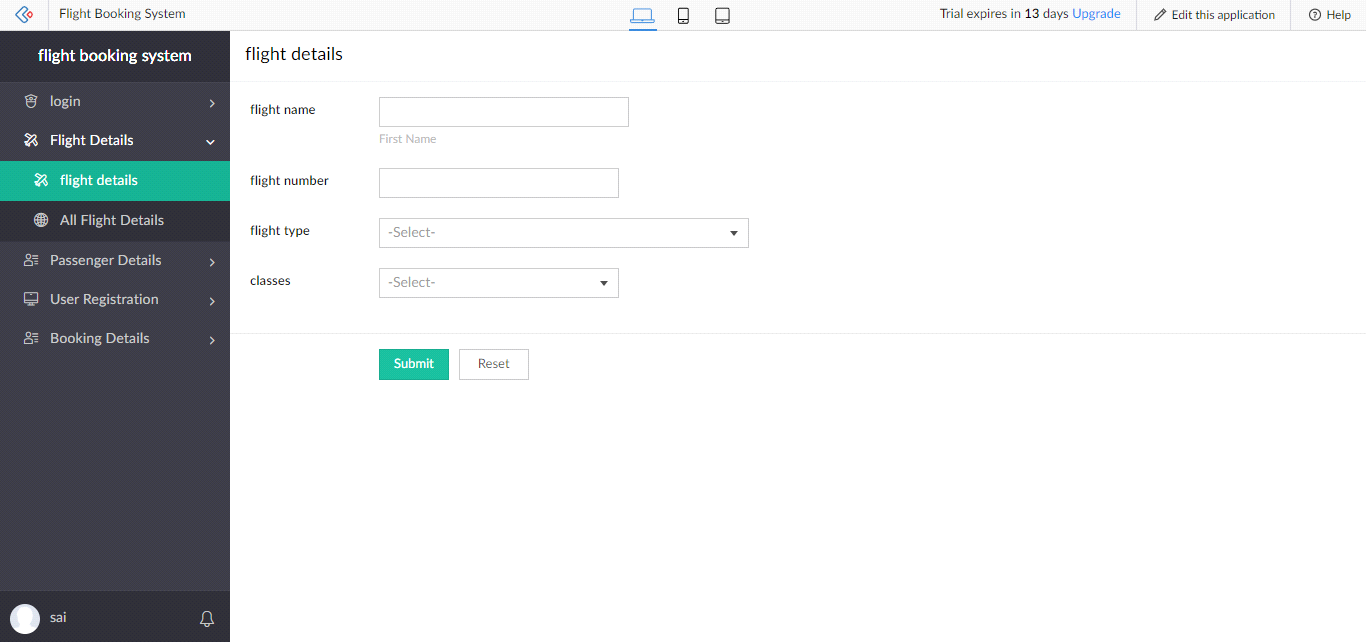 Flight Booking System
Trial expires in 13 days Upgrade
Edit this application
Help
flight booking system
login
Flight Details
flight details
All Flight Details
Passenger Details
User Registration
Booking Details
sai
flight details
flight name
First Name
flight number
flight type
-Select-
classes
-Select-
Submit
Reset